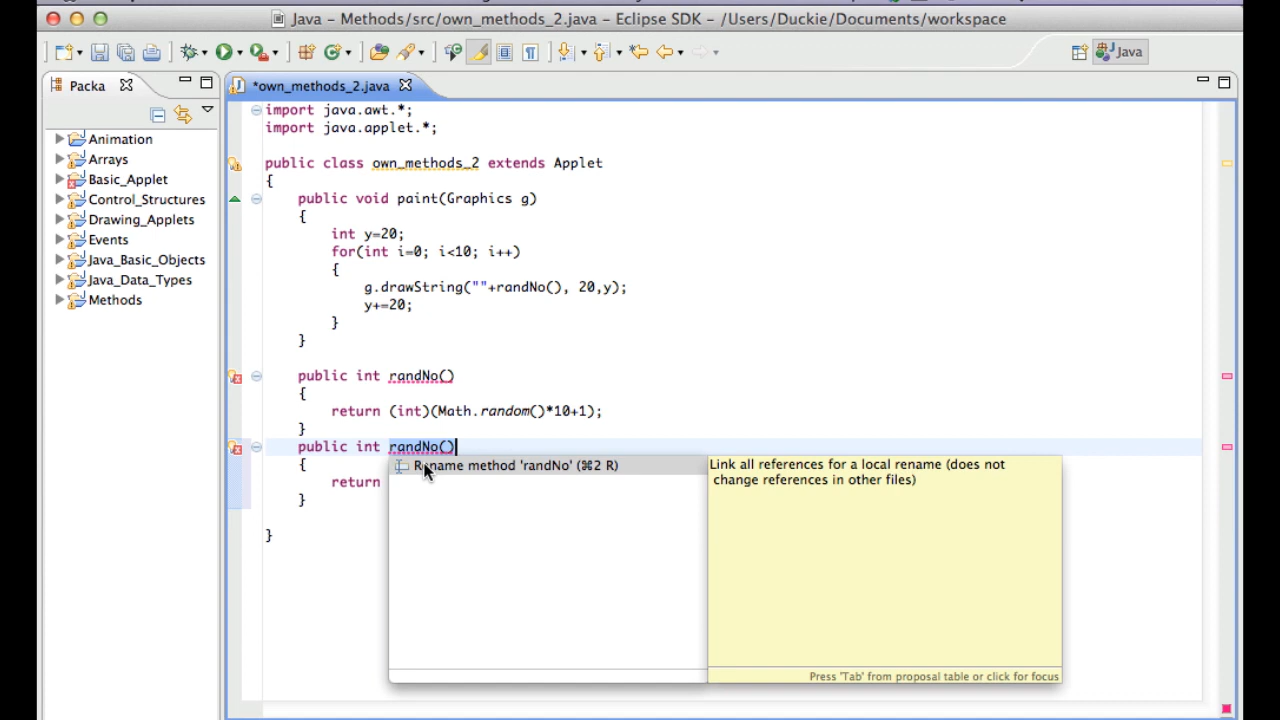 Java – Methods/src/own_methods_2.java – Eclipse SDK – /Users/Duckie/Documents/workspace
Java
Packa
*own_methods_2.java
Animation
Arrays
Basic_Applet
Control_Structures
Drawing_Applets
Events
Java_Basic_Objects
Java_Data_Types
Methods
import java.awt.*;
import java.applet.*;
public class own_methods_2 extends Applet
{
public void paint(Graphics g)
{
int y=20;
for(int i=0; i<10; i++)
{
g.drawString(""+randNo(), 20,y);
y+=20;
}
}
public int randNo()
{
return (int)(Math.random()*10+1);
}
public int randNo()
{
return
}
}
Rename method 'randNo' (⌘2 R)
Link all references for a local rename (does not
change references in other files)
Press 'Tab' from proposal table or click for focus